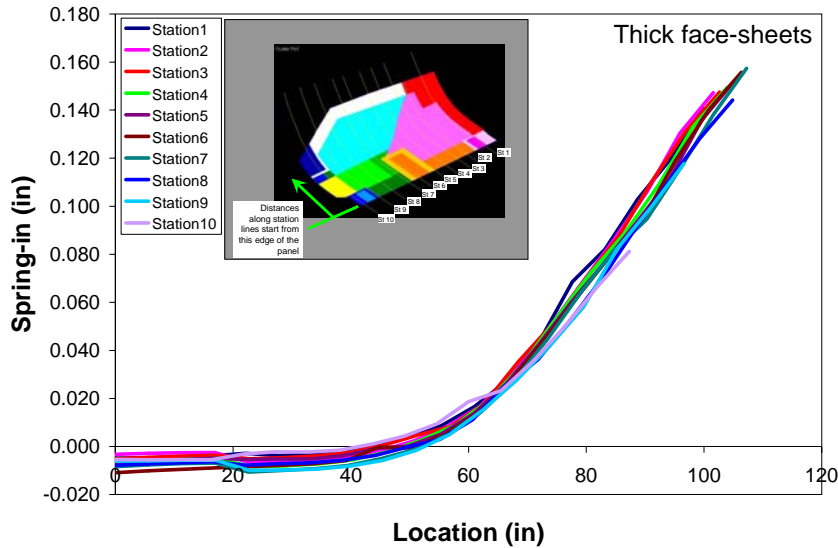 Thick face-sheets
Station1
Station2
Station3
Station4
Station5
Station6
Station7
Station8
Station9
Station10
St 1
St 2
St 3
St 4
St 5
St 6
St 7
St 8
St 9
St 10
Distances
along station
lines start from
this edge of the
panel
Spring-in (in)
0.180
0.160
0.140
0.120
0.100
0.080
0.060
0.040
0.020
0.000
-0.020
0
20
40
60
80
100
120
Location (in)